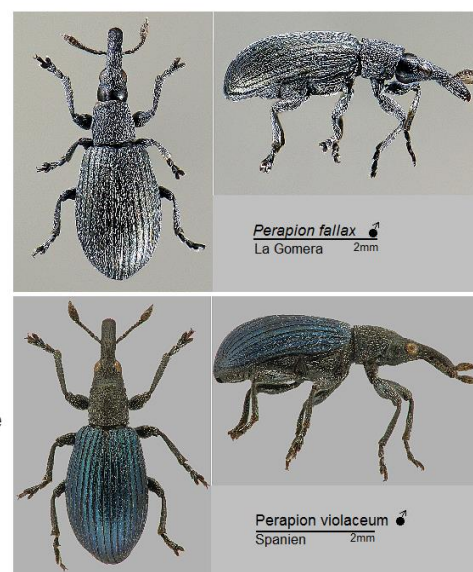 Perapion fallax ♂
La Gomera 2mm
e
Perapion violaceum ♂
Spanien 2mm